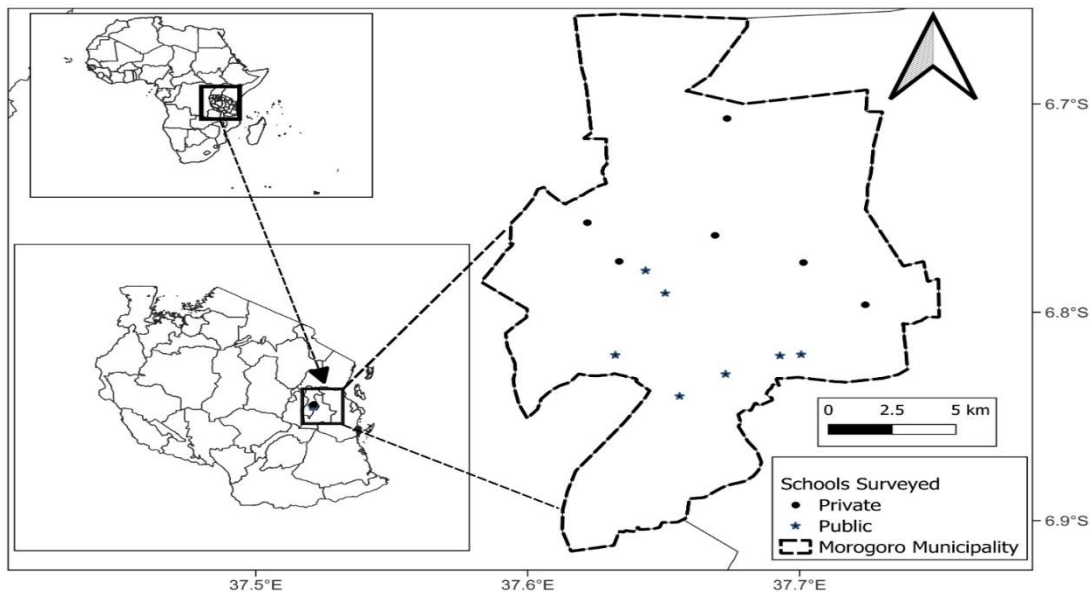 6.7°S
6.8°S
0 2.5 5 km
Schools Surveyed
Private
Public
Morogoro Municipality
6.9°S
37.5°E 37.6°E 37.7°E